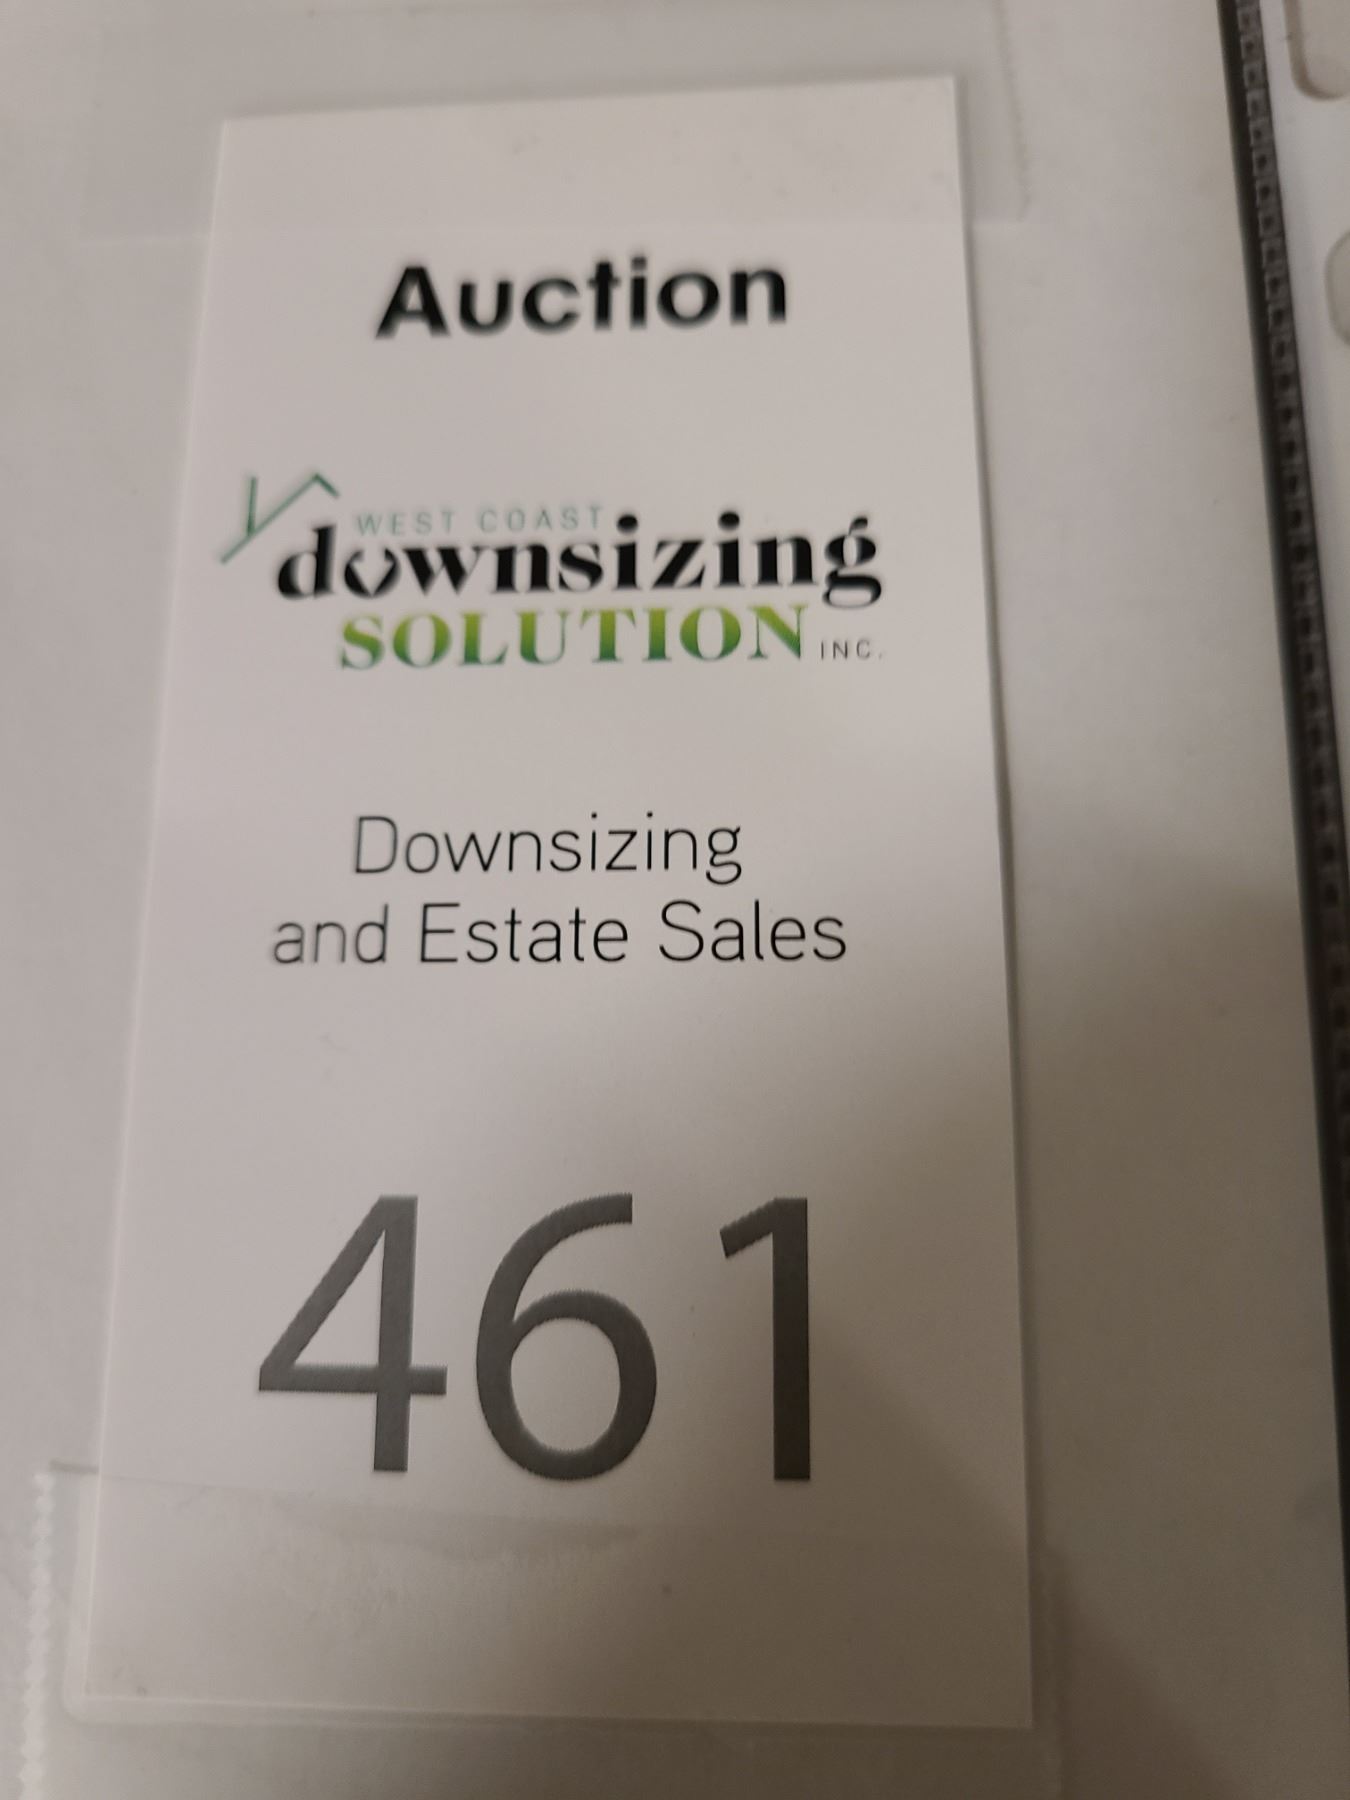 Auction
WEST COAST
downsizing
SOLUTION INC.
Downsizing
and Estate Sales
461